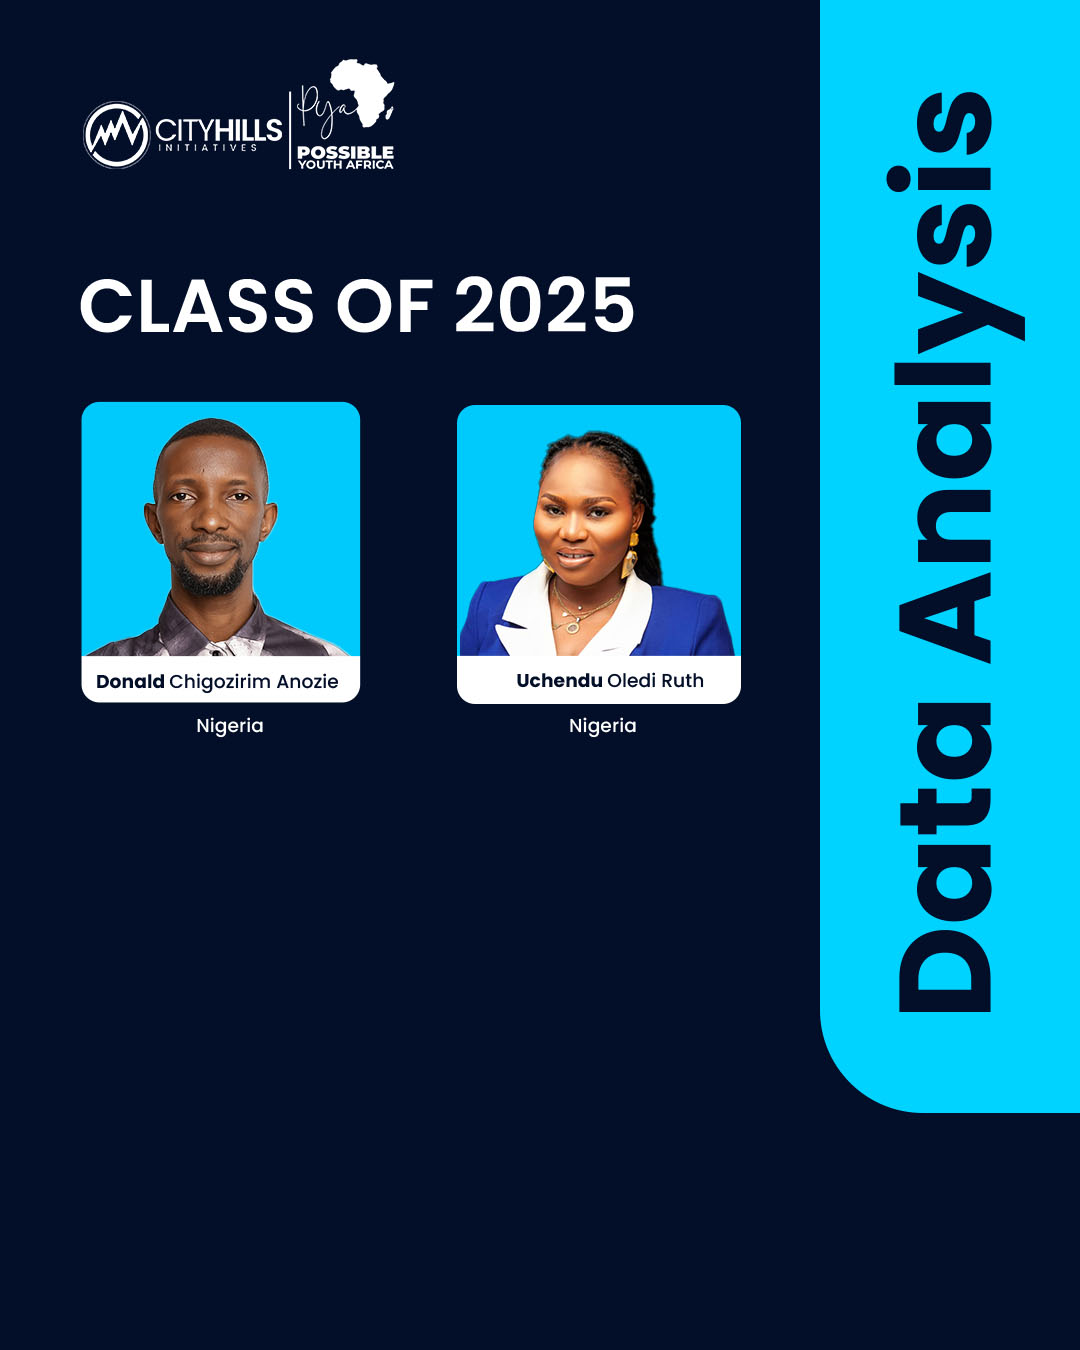 CITYHILLS
INITIATIVES
Pya
POSSIBLE
YOUTH AFRICA
CLASS OF 2025
Donald Chigozirim Anozie
Nigeria
Uchendu Oledi Ruth
Nigeria
Data Analysis